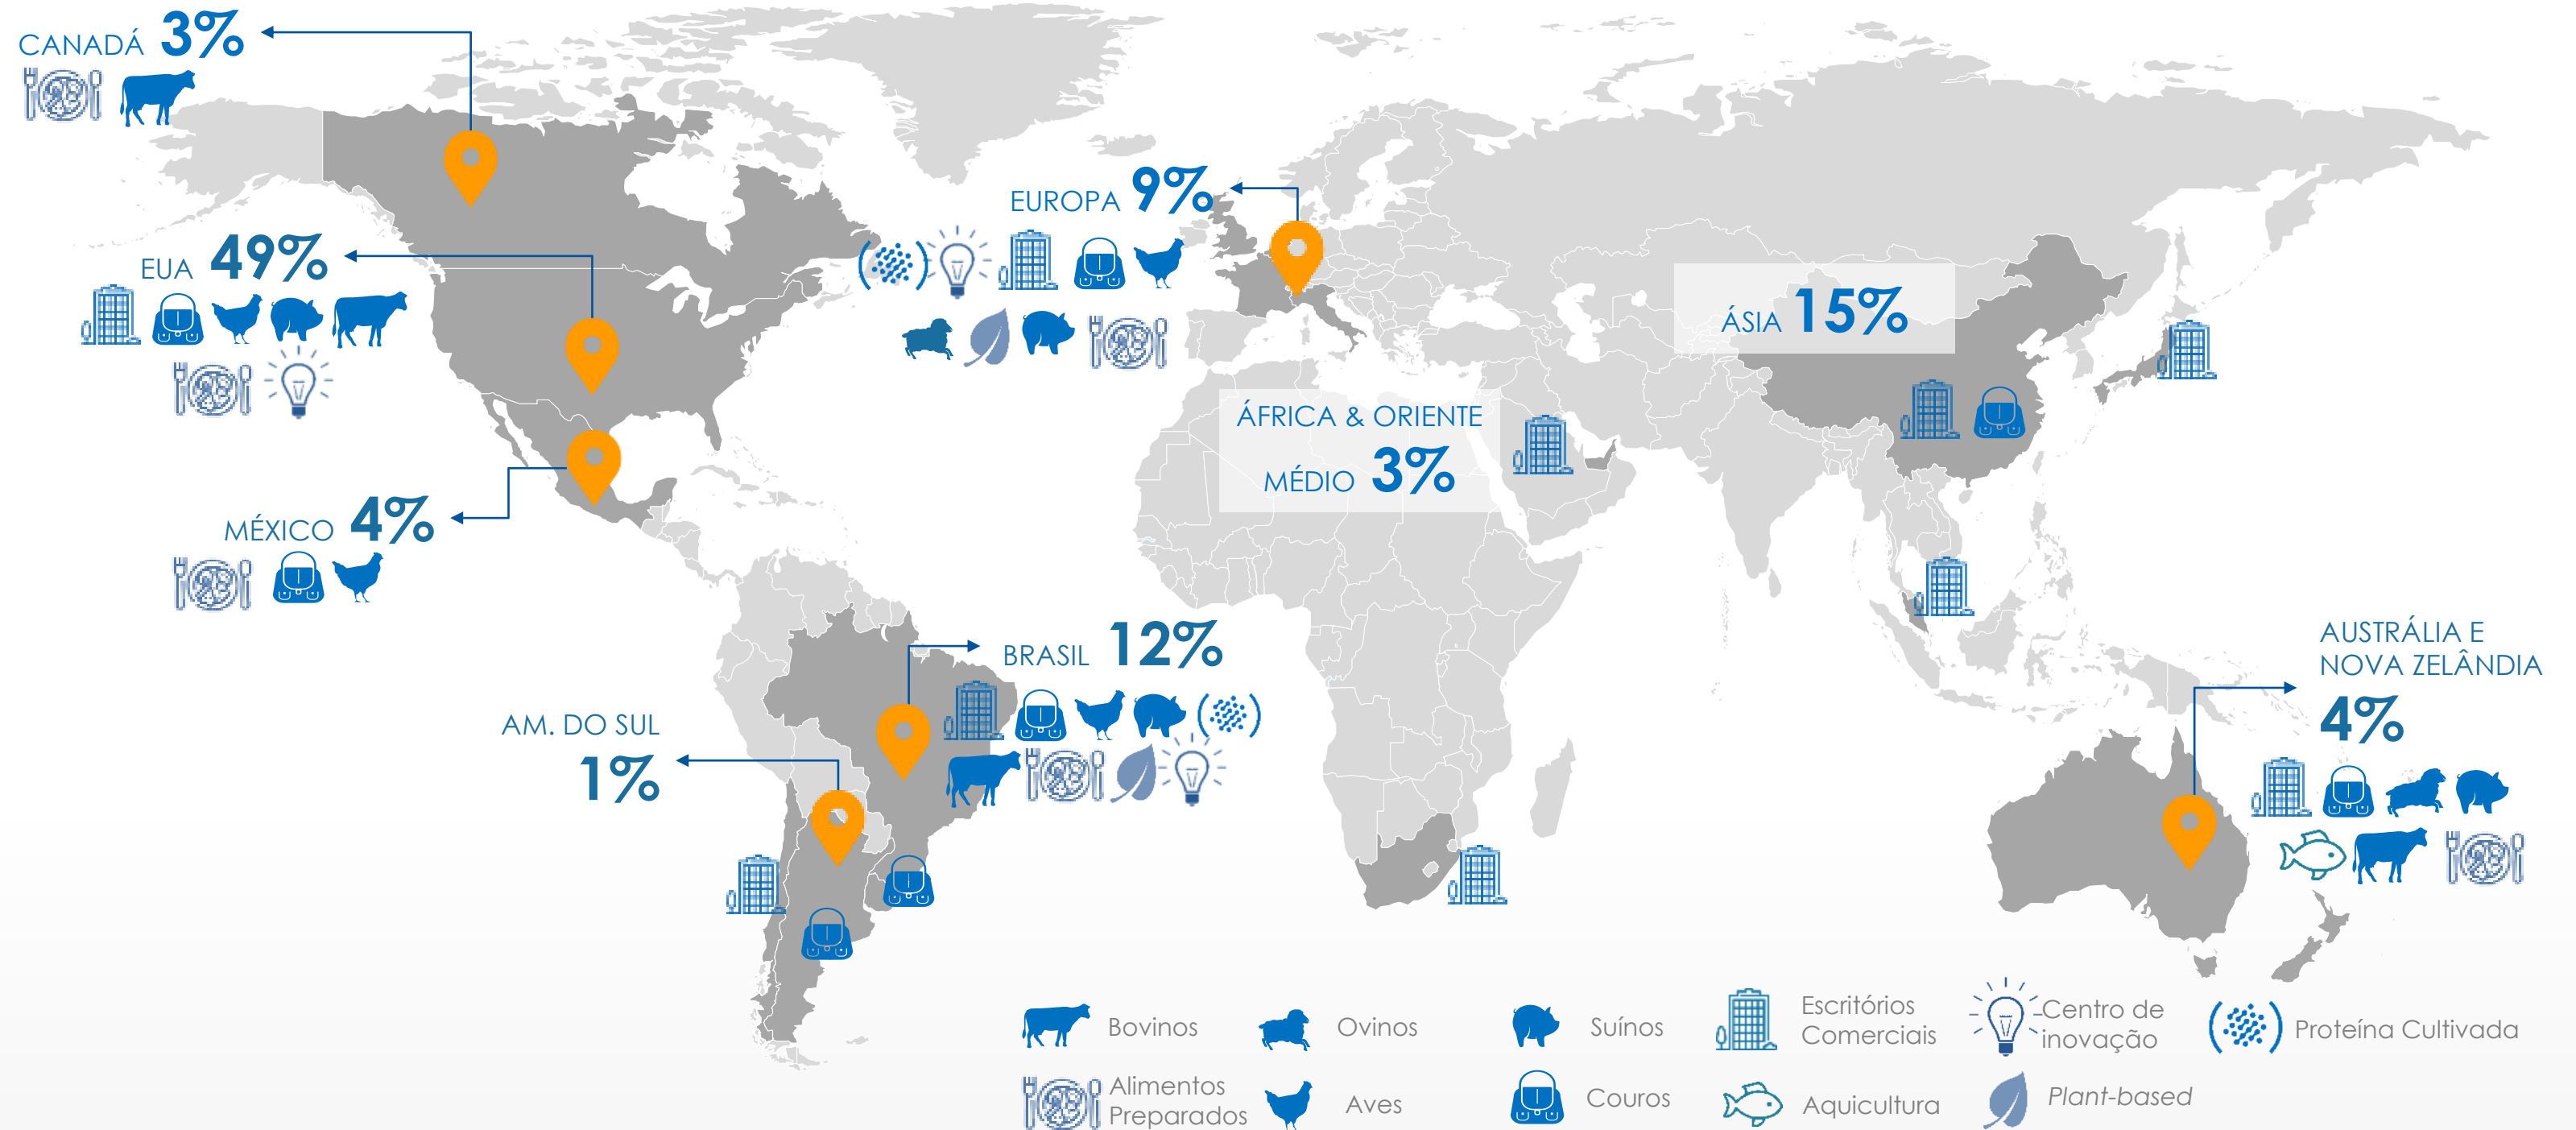 CANADÁ 3%
EUROPA 9%
EUA 49%
ÁSIA 15%
ÁFRICA & ORIENTE
MÉDIO 3%
MÉXICO 4%
BRASIL 12%
AUSTRÁLIA E
NOVA ZELÂNDIA
4%
AM. DO SUL
1%
Bovinos
Ovinos
Suínos
Escritórios
Comerciais
Centro de
inovação
Proteína Cultivada
Alimentos
Preparados
Aves
Couros
Aquicultura
Plant-based